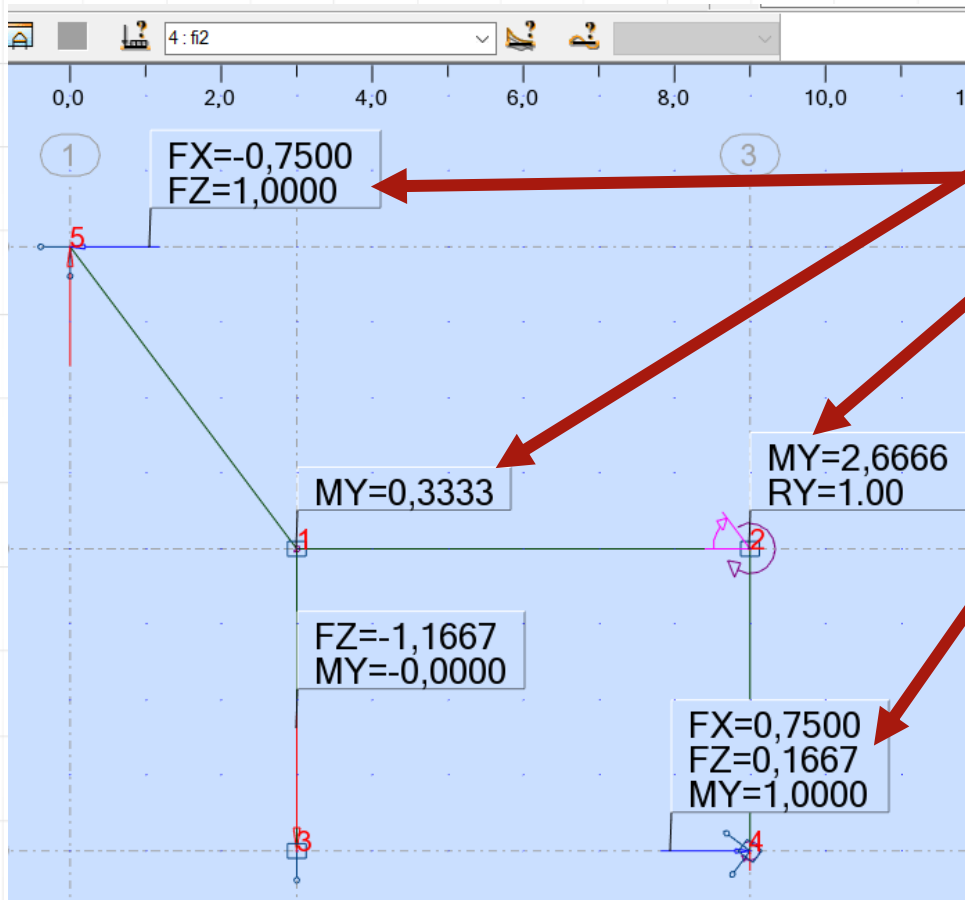 4 : fi2
0,0 2,0 4,0 6,0 8,0 10,0 1
1 3
FX=-0,7500
FZ=1,0000
5
MY=0,3333
MY=2,6666
RY=1.00
1 2
FZ=-1,1667
MY=-0,0000
FX=0,7500
FZ=0,1667
MY=1,0000
3 4